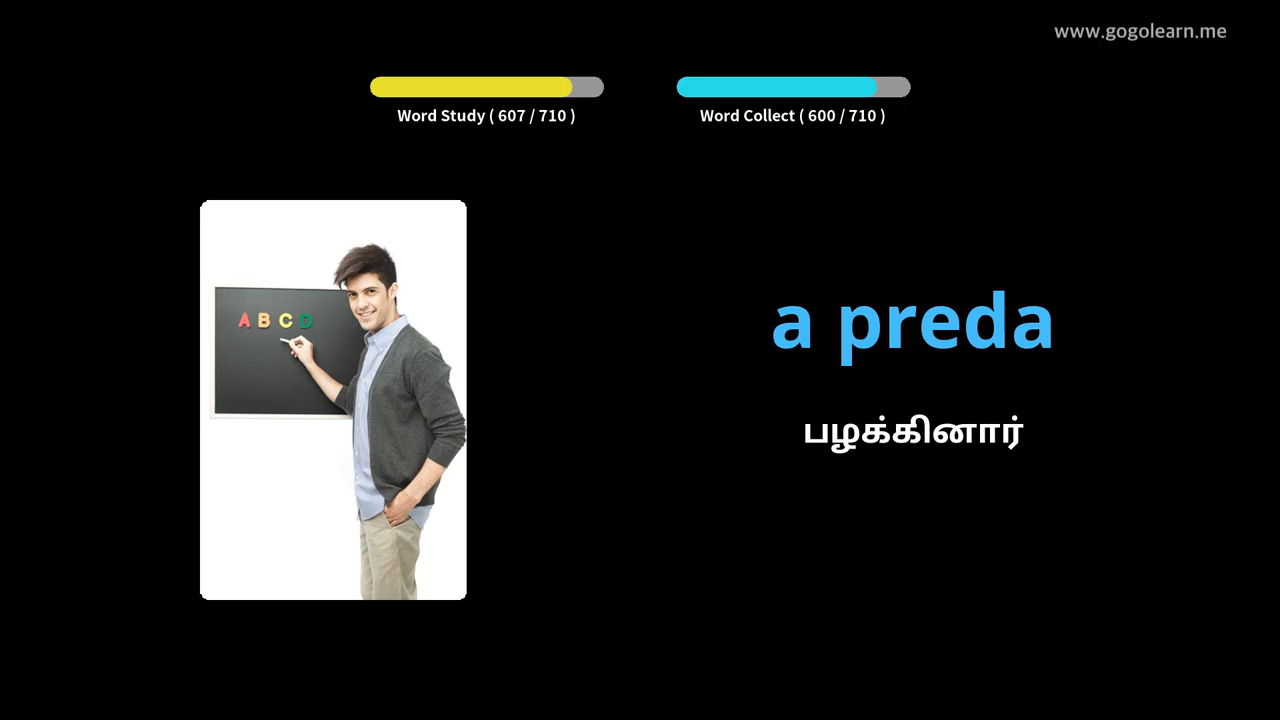 www.gogolearn.me
Word Study ( 607 / 710 )
Word Collect ( 600 / 710 )
A B C D
a preda
பழக்கினார்